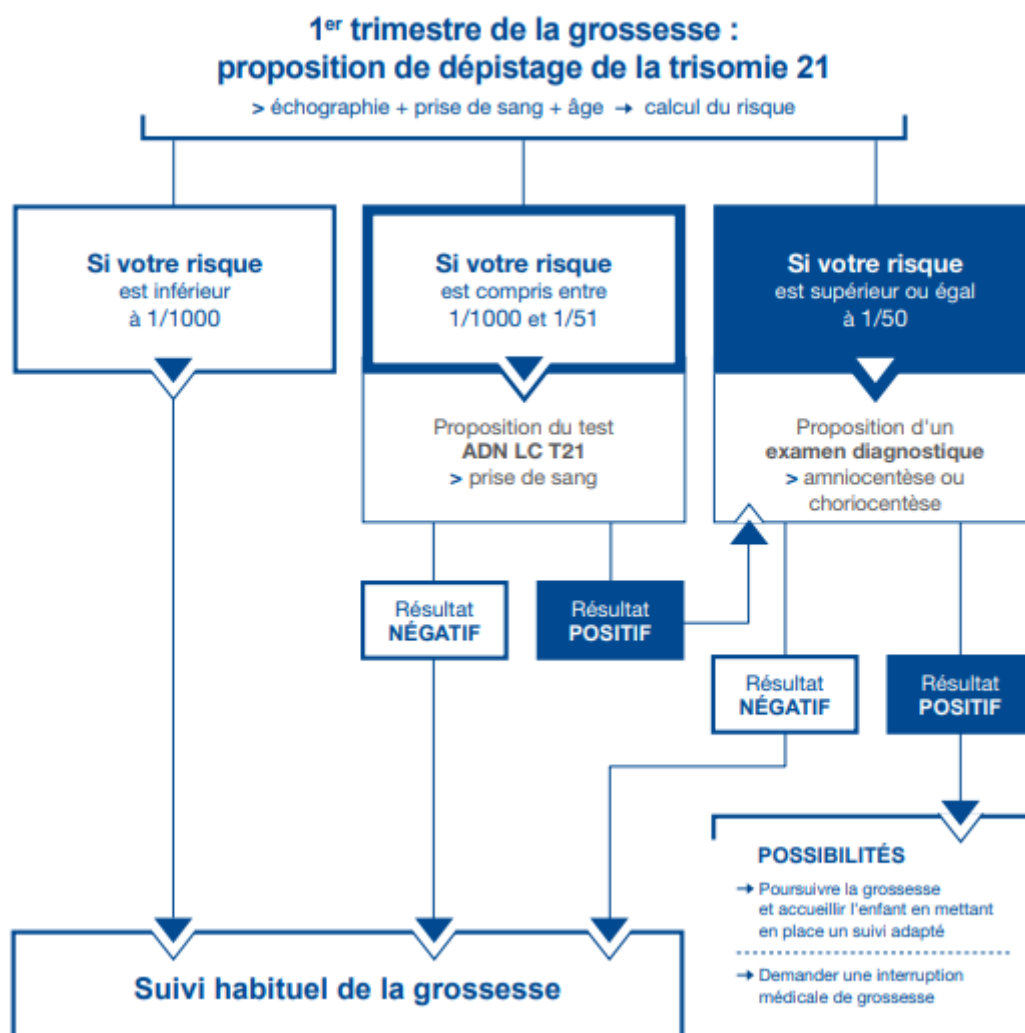 1er trimestre de la grossesse :
proposition de dépistage de la trisomie 21
> échographie + prise de sang + âge → calcul du risque
Si votre risque
est inférieur
à 1/1000
Si votre risque
est compris entre
1/1000 et 1/51
Si votre risque
est supérieur ou égal
à 1/50
Proposition du test
ADN LC T21
> prise de sang
Proposition d'un
examen diagnostique
> amniocentèse ou
choriocentèse
Résultat
NÉGATIF
Résultat
POSITIF
Résultat
NÉGATIF
Résultat
POSITIF
POSSIBILITÉS
→ Poursuivre la grossesse
et accueillir l'enfant en mettant
en place un suivi adapté
→ Demander une interruption
médicale de grossesse
Suivi habituel de la grossesse